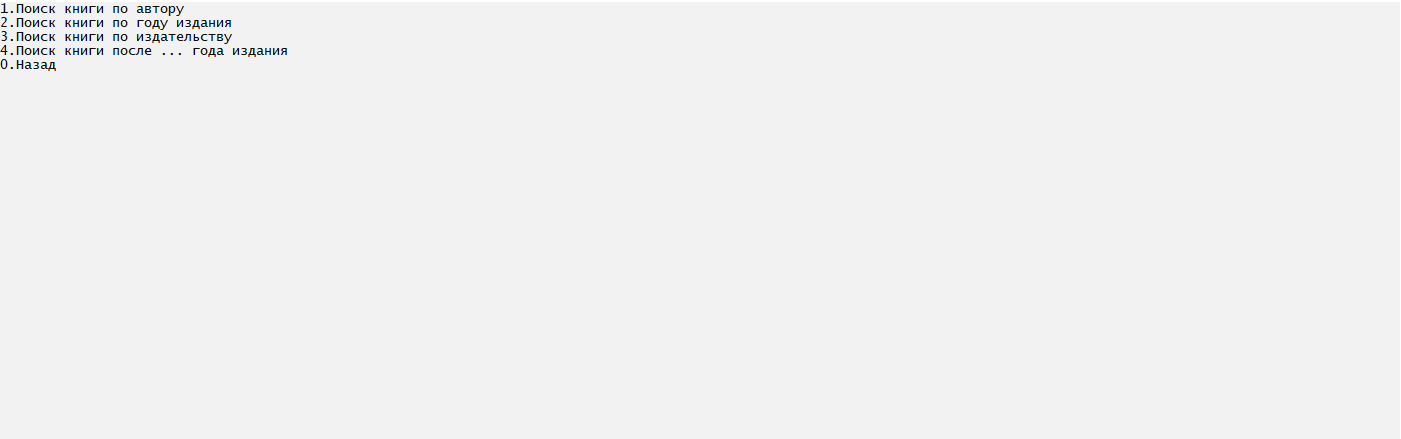 1.Поиск книги по автору
2.Поиск книги по году издания
3.Поиск книги по издательству
4.Поиск книги после ... года издания
0.Назад